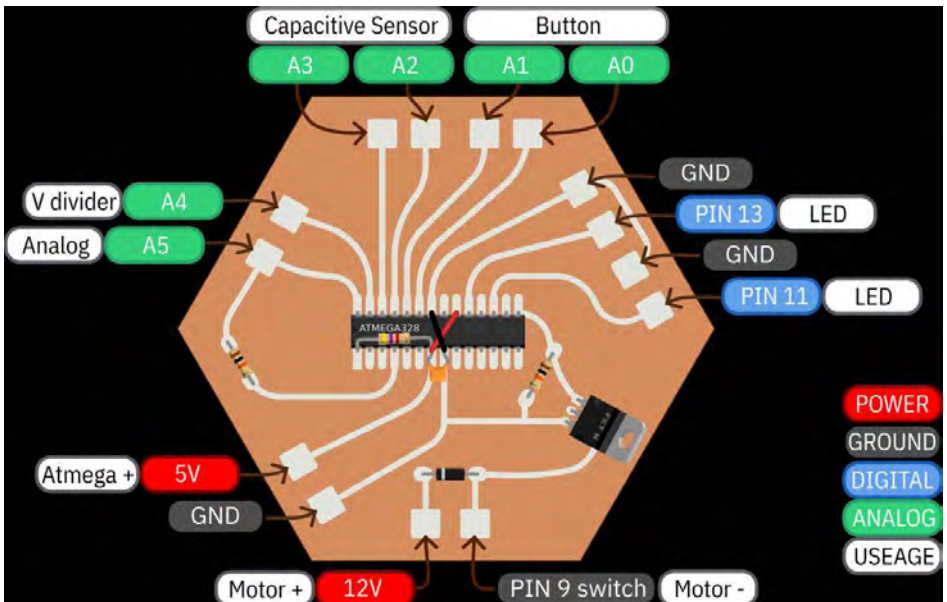 Capacitive Sensor Button
A3 A2 A1 A0
GND
V divider A4 PIN 13 LED
Analog A5 GND
PIN 11 LED
ATMEGA328
POWER
GROUND
Atmega + 5V DIGITAL
GND ANALOG
USEAGE
Motor + 12V PIN 9 switch Motor -